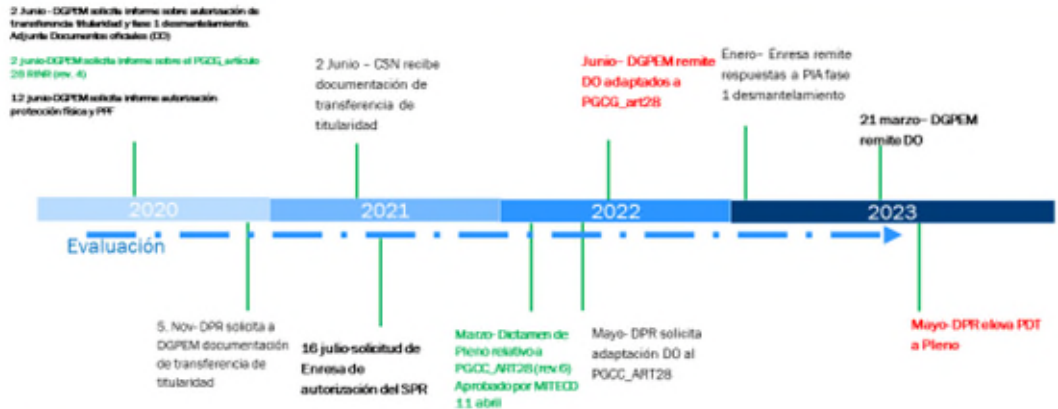 2 Junio-DGPEM solicita informe sobre autorización de
transferencia titularidad y fase 1 desmantelamiento.
Adjunta Documentos oficiales (DO)
2 junio-DGPEM solicita informe sobre el PGCG_artículo
28 RINR (rev. 4)
12 junio-DGPEM solicita informe autorización
protección física y PPF
2 Junio – CSN recibe
documentación de
transferencia de
titularidad
Junio– DGPEM remite
DO adaptados a
PGCG_art28
Enero– Enresa remite
respuestas a PIA fase
1 desmantelamiento
21 marzo– DGPEM
remite DO
2020
2021
2022
2023
Evaluación
5. Nov- DPR solicita a
DGPEM documentación
de transferencia de
titularidad
16 julio-solicitud de
Enresa de
autorización del SPR
Marzo- Dictamen de
Pleno relativo a
PGCC_ART28 (rev.6)
Aprobado por MITECO
11 abril
Mayo- DPR solicita
adaptación DO al
PGCC_ART28
Mayo- DPR eleva PDT
a Pleno